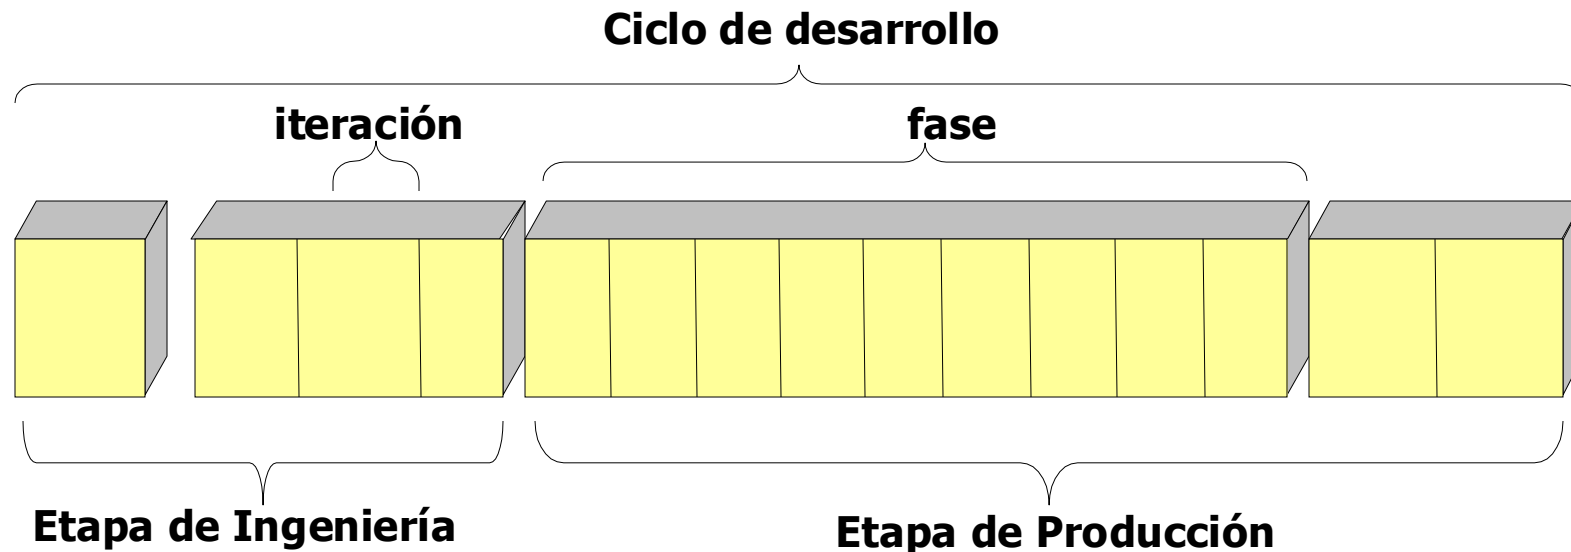 Ciclo de desarrollo
iteración
fase
Etapa de Ingeniería
Etapa de Producción